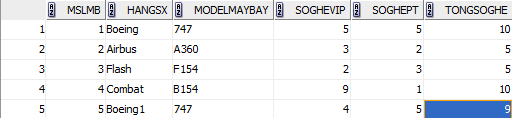 MSLMB HANGSX MODELMAYBAY SOGHEVIP SOGHEPT TONGSOGHE
1 1 Boeing 747 5 5 10
2 2 Airbus A360 3 2 5
3 3 Flash F154 2 3 5
4 4 Combat B154 9 1 10
5 5 Boeing1 747 4 5 9